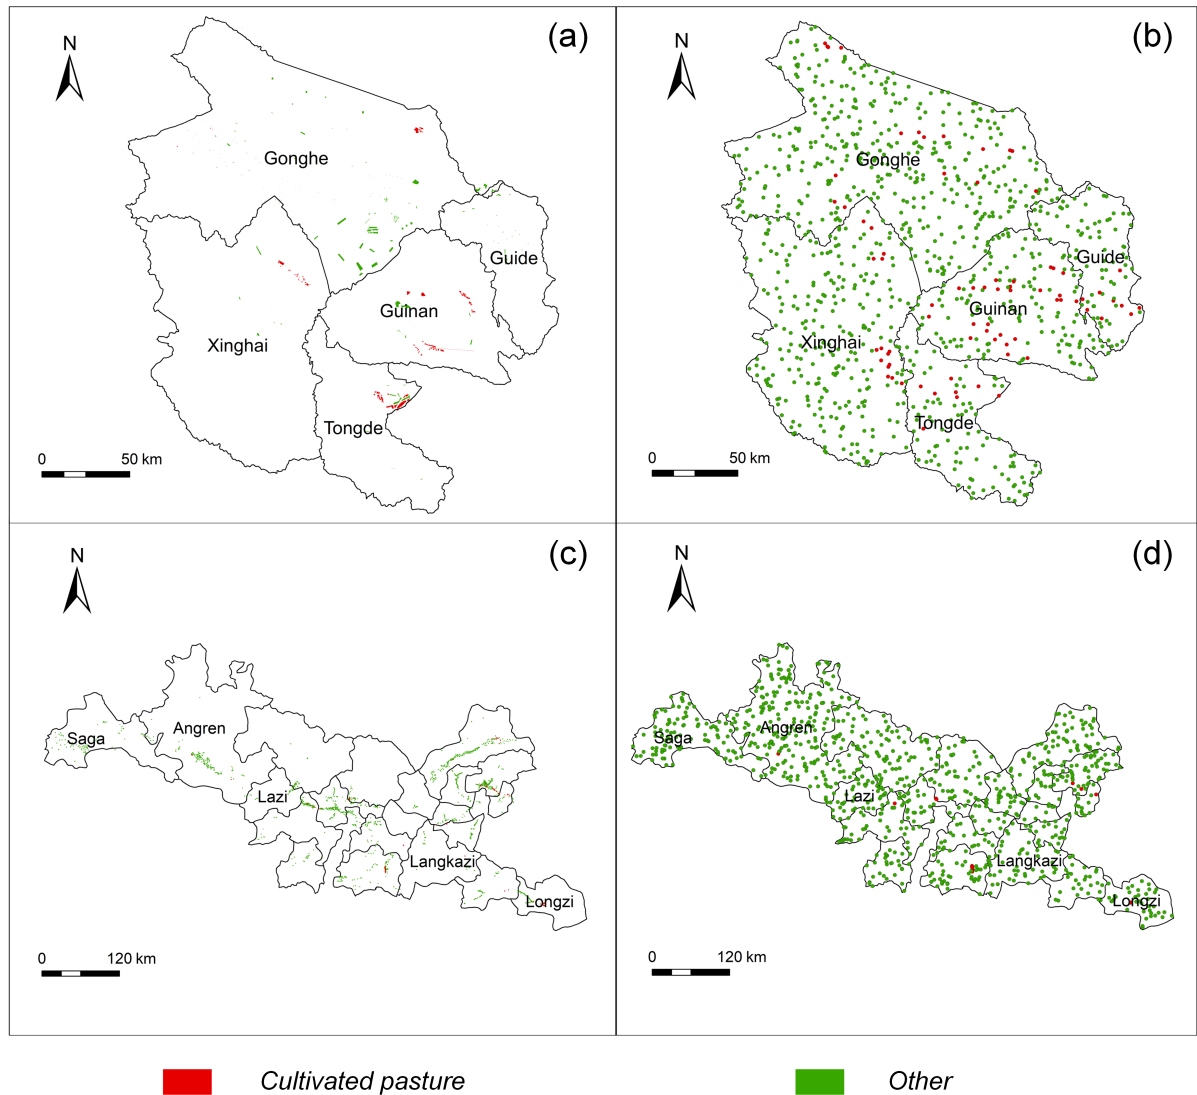 (a)
N
Gonghe
Guide
Guinan
Xinghai
Tongde
0 50 km
(b)
N
Gonghe
Guide
Guinan
Xinghai
Tongde
0 50 km
(c)
N
Saga
Angren
Lazi
Langkazi
Longzi
0 120 km
(d)
N
Saga
Angren
Lazi
Langkazi
Longzi
0 120 km
Cultivated pasture
Other